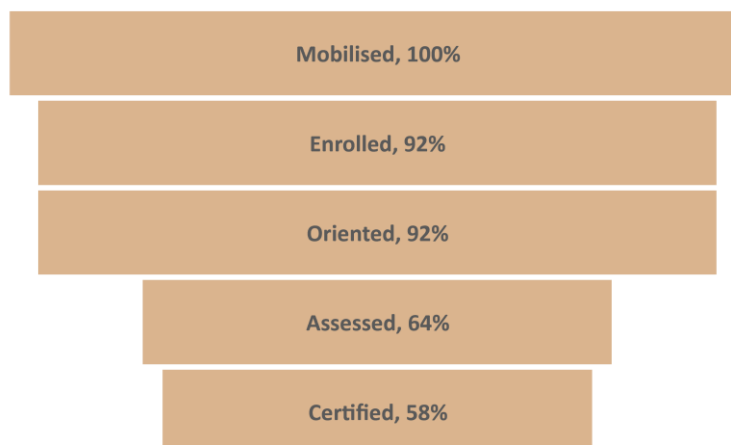 Mobilised, 100%
Enrolled, 92%
Oriented, 92%
Assessed, 64%
Certified, 58%